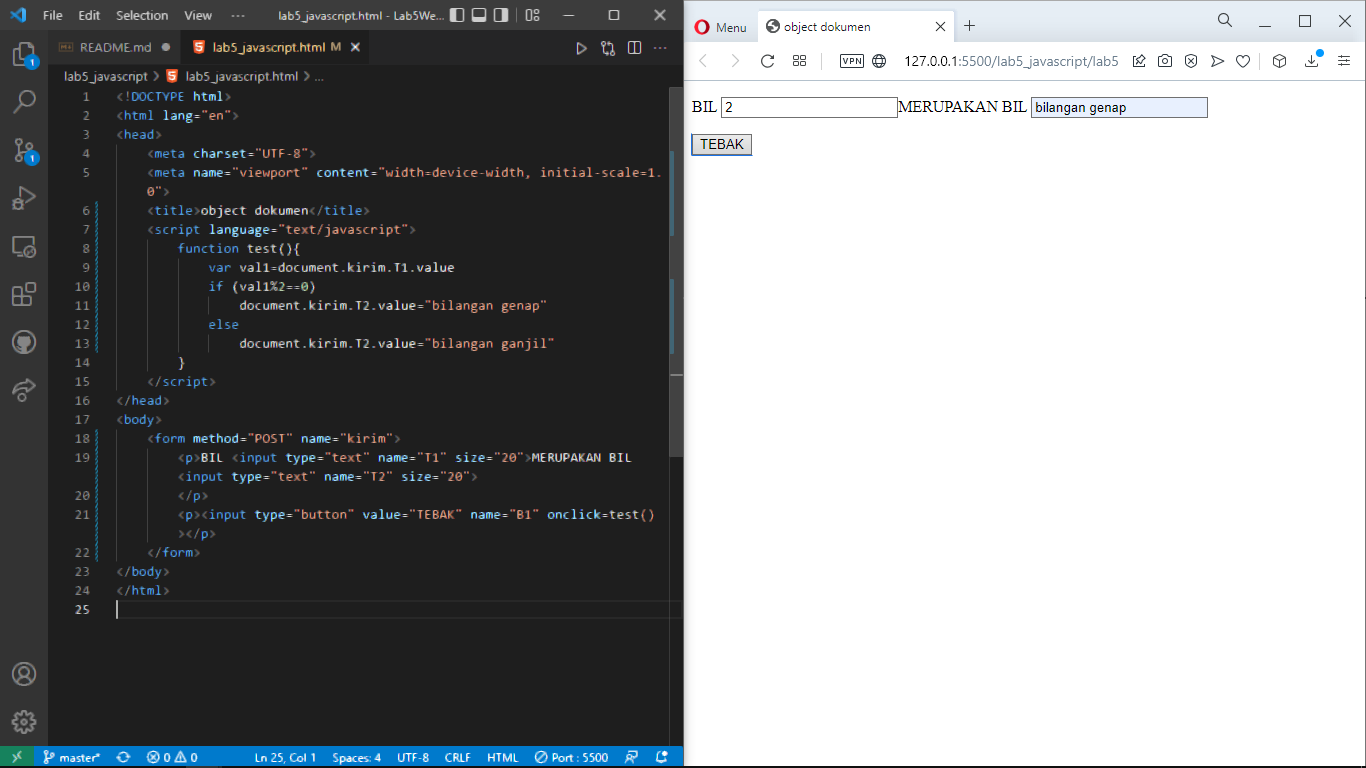 File Edit Selection View ··· lab5_javascript.html - Lab5We...
README.md ● lab5_javascript.html M
lab5_javascript > lab5_javascript.html > ...
1 <!DOCTYPE html>
2 <html lang="en">
3 <head>
4 <meta charset="UTF-8">
5 <meta name="viewport" content="width=device-width, initial-scale=1.
0">
6 <title>object dokumen</title>
7 <script language="text/javascript">
8 function test(){
9 var val1=document.kirim.T1.value
10 if (val1%2==0)
11 document.kirim.T2.value="bilangan genap"
12 else
13 document.kirim.T2.value="bilangan ganjil"
14 }
15 </script>
16 </head>
17 <body>
18 <form method="POST" name="kirim">
19 <p>BIL <input type="text" name="T1" size="20">MERUPAKAN BIL
<input type="text" name="T2" size="20">
20 </p>
21 <p><input type="button" value="TEBAK" name="B1" onclick=test()
></p>
22 </form>
23 </body>
24 </html>
25
1
1
master* 0 0 Ln 25, Col 1 Spaces: 4 UTF-8 CRLF HTML Port : 5500
Menu object dokumen
VPN 127.0.0.1:5500/lab5_javascript/lab5
BIL 2 MERUPAKAN BIL bilangan genap
TEBAK